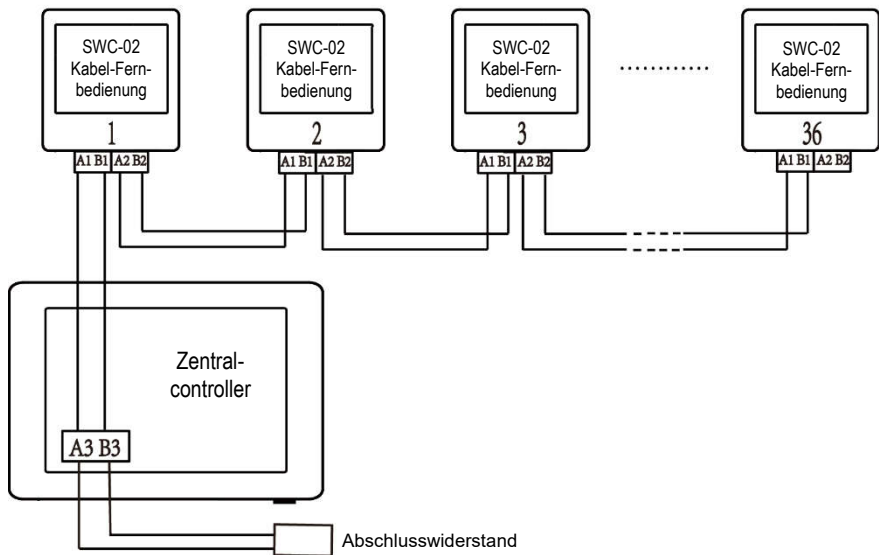 SWC-02
Kabel-Fern-
bedienung
1
A1 B1 A2 B2
SWC-02
Kabel-Fern-
bedienung
2
A1 B1 A2 B2
SWC-02
Kabel-Fern-
bedienung
3
A1 B1 A2 B2
..............
SWC-02
Kabel-Fern-
bedienung
36
A1 B1 A2 B2
Zentral-
controller
A3 B3
Abschlusswiderstand